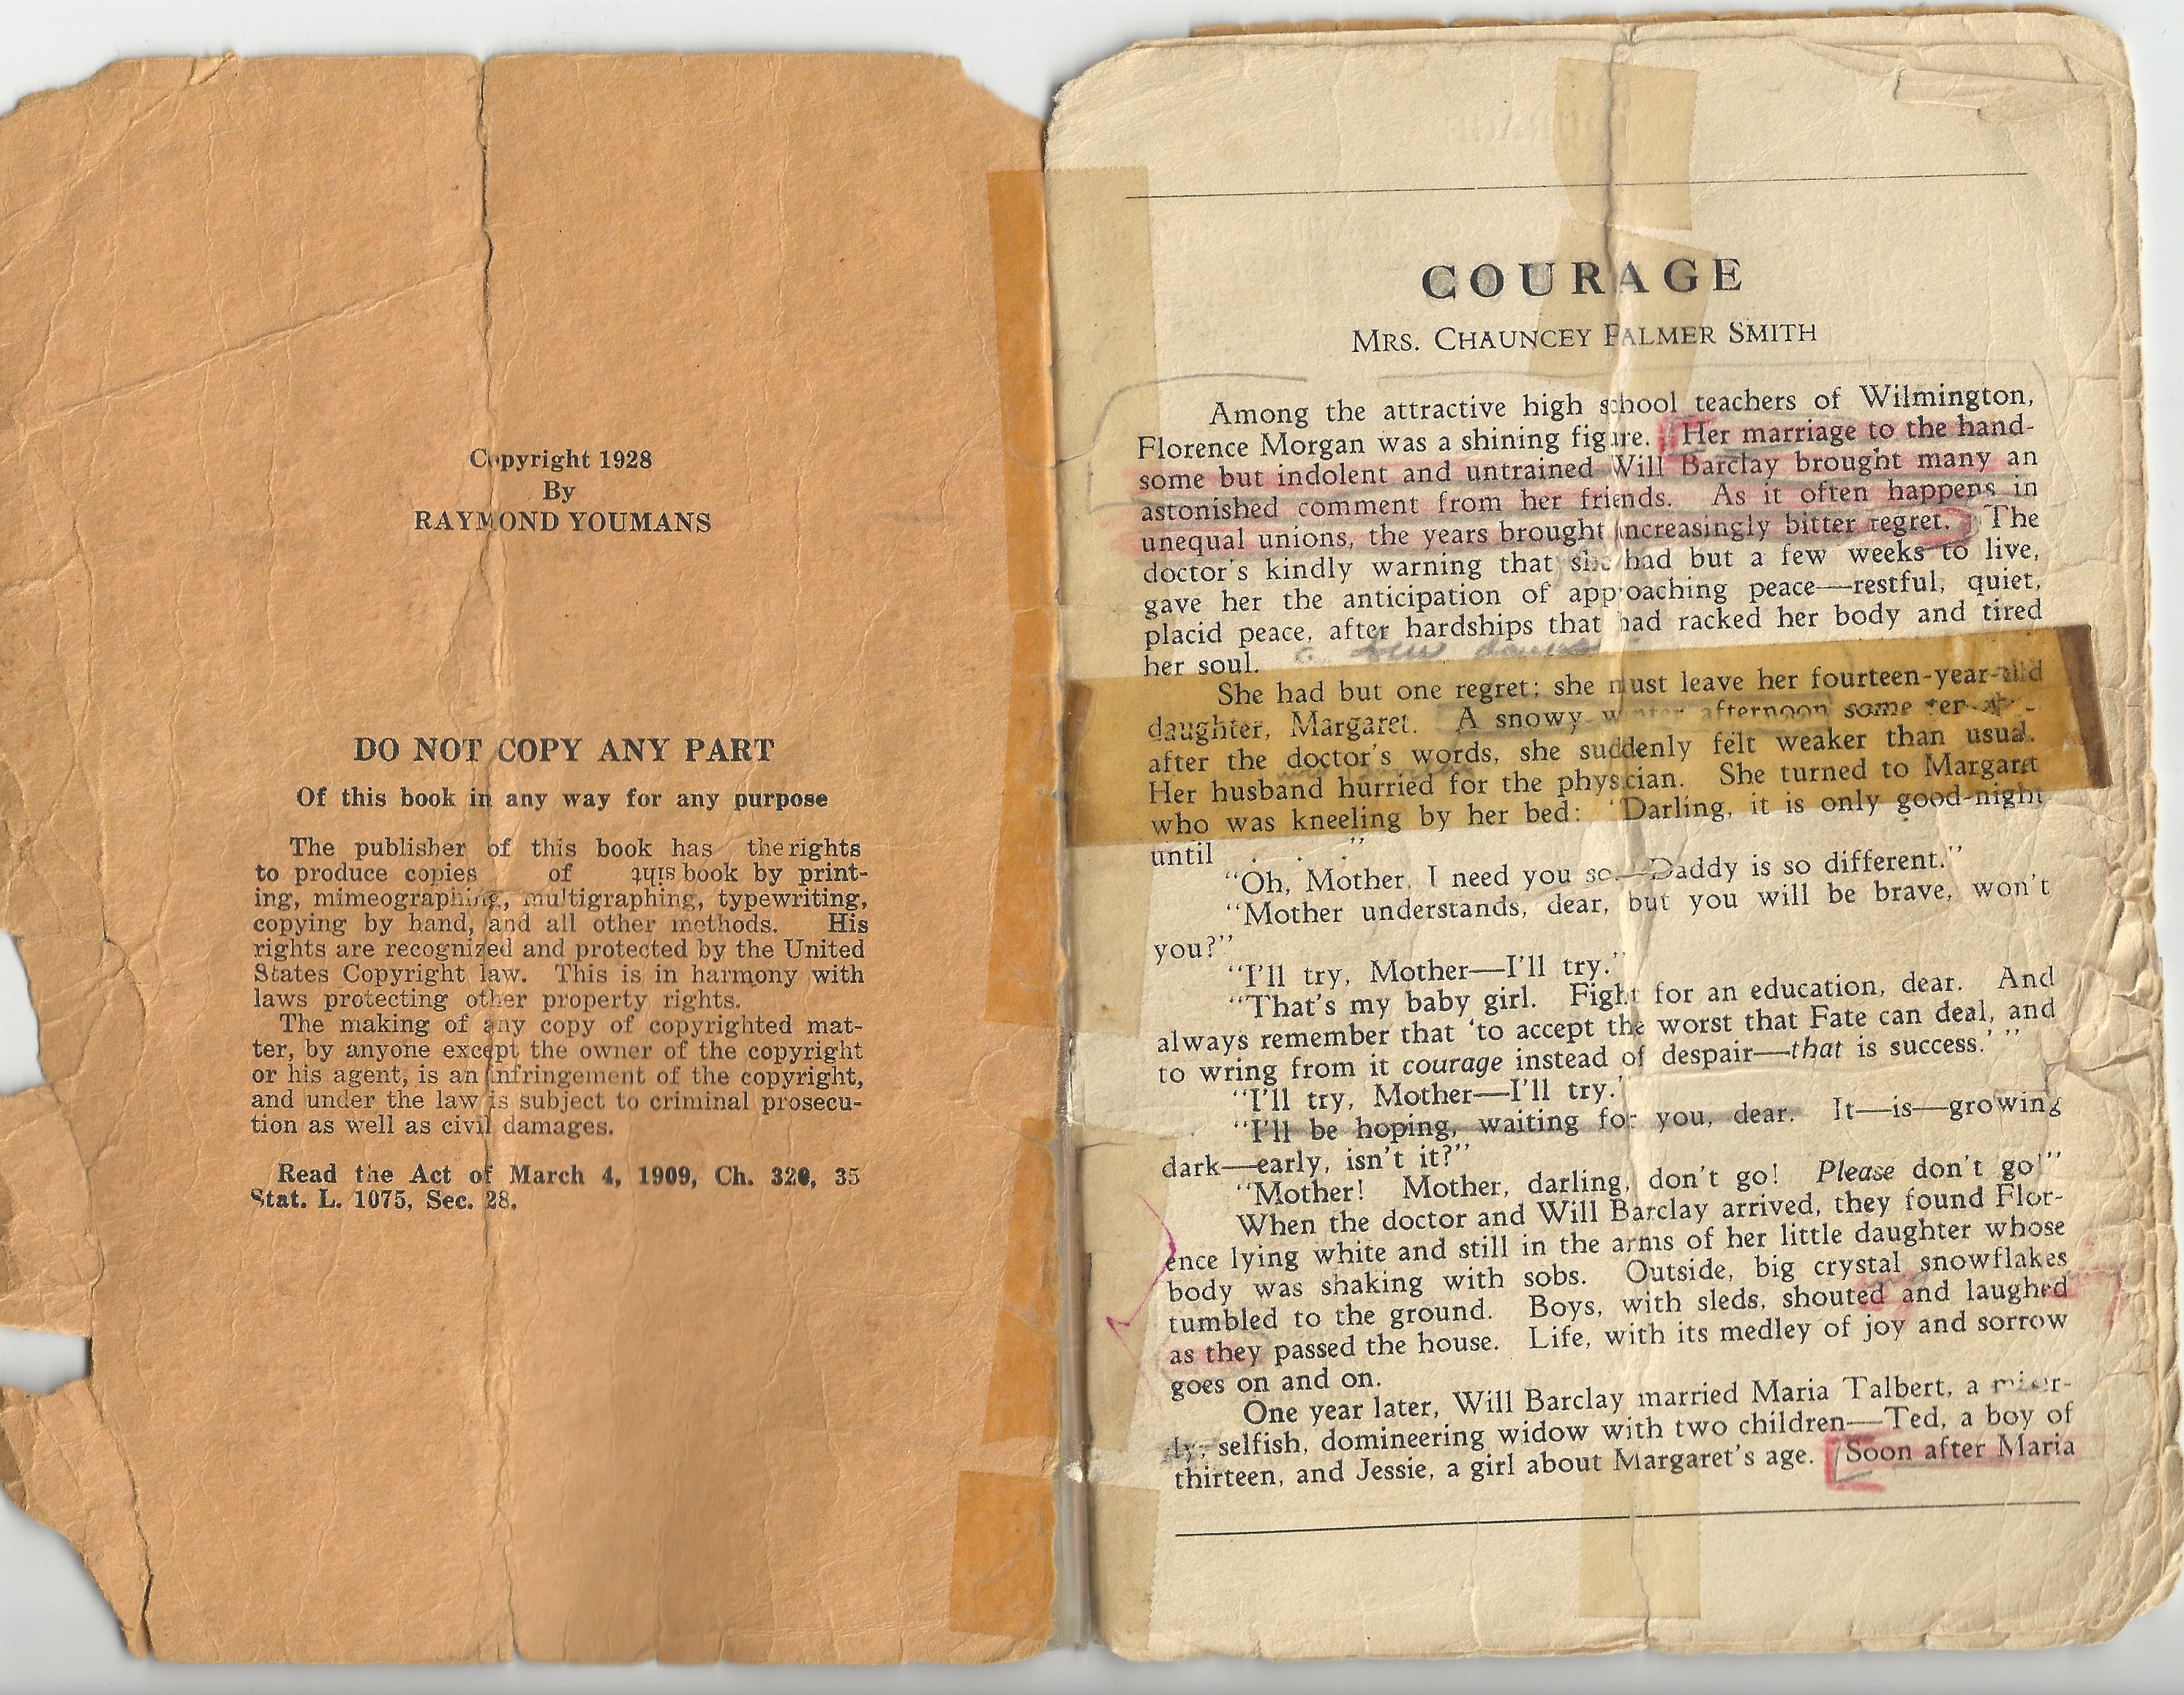 Copyright 1928
By
RAYMOND YOUMANS
DO NOT COPY ANY PART
Of this book in any way for any purpose
The publisher of this book has the rights
to produce copies of this book by print-
ing, mimeographing, multigraphing, typewriting,
copying by hand, and all other methods. His
rights are recognized and protected by the United
States Copyright law. This is in harmony with
laws protecting other property rights.
The making of any copy of copyrighted mat-
ter, by anyone except the owner of the copyright
or his agent, is an infringement of the copyright,
and under the law is subject to criminal prosecu-
tion as well as civil damages.
Read the Act of March 4, 1909, Ch. 320, 35
Stat. L. 1075, Sec. 28.
COURAGE
MRS. CHAUNCEY PALMER SMITH
Among the attractive high school teachers of Wilmington,
Florence Morgan was a shining figure. Her marriage to the hand-
some but indolent and untrained Will Barclay brought many an
astonished comment from her friends. As it often happens in
unequal unions, the years brought increasingly bitter regret. The
doctor's kindly warning that she had but a few weeks to live,
gave her the anticipation of approaching peace—restful, quiet,
placid peace, after hardships that had racked her body and tired
her soul.
She had but one regret; she must leave her fourteen-year-old
daughter, Margaret. A snowy winter afternoon some
after the doctor's words, she suddenly felt weaker than usual.
Her husband hurried for the physician. She turned to Margaret
who was kneeling by her bed: "Darling, it is only good-night
until . . ."
"Oh, Mother, I need you so.—Daddy is so different."
"Mother understands, dear, but you will be brave, won't
you?"
"I'll try, Mother—I'll try."
"That's my baby girl. Fight for an education, dear. And
always remember that 'to accept the worst that Fate can deal, and
to wring from it courage instead of despair—that is success.' "
"I'll try, Mother—I'll try."
"I'll be hoping, waiting for you, dear. It—is—growing
dark—early, isn't it?"
"Mother! Mother, darling, don't go! Please don't go!"
When the doctor and Will Barclay arrived, they found Flor-
ence lying white and still in the arms of her little daughter whose
body was shaking with sobs. Outside, big crystal snowflakes
tumbled to the ground. Boys, with sleds, shouted and laughed
as they passed the house. Life, with its medley of joy and sorrow
goes on and on.
One year later, Will Barclay married Maria Talbert, a miser-
ly, selfish, domineering widow with two children—Ted, a boy of
thirteen, and Jessie, a girl about Margaret's age. Soon after Maria